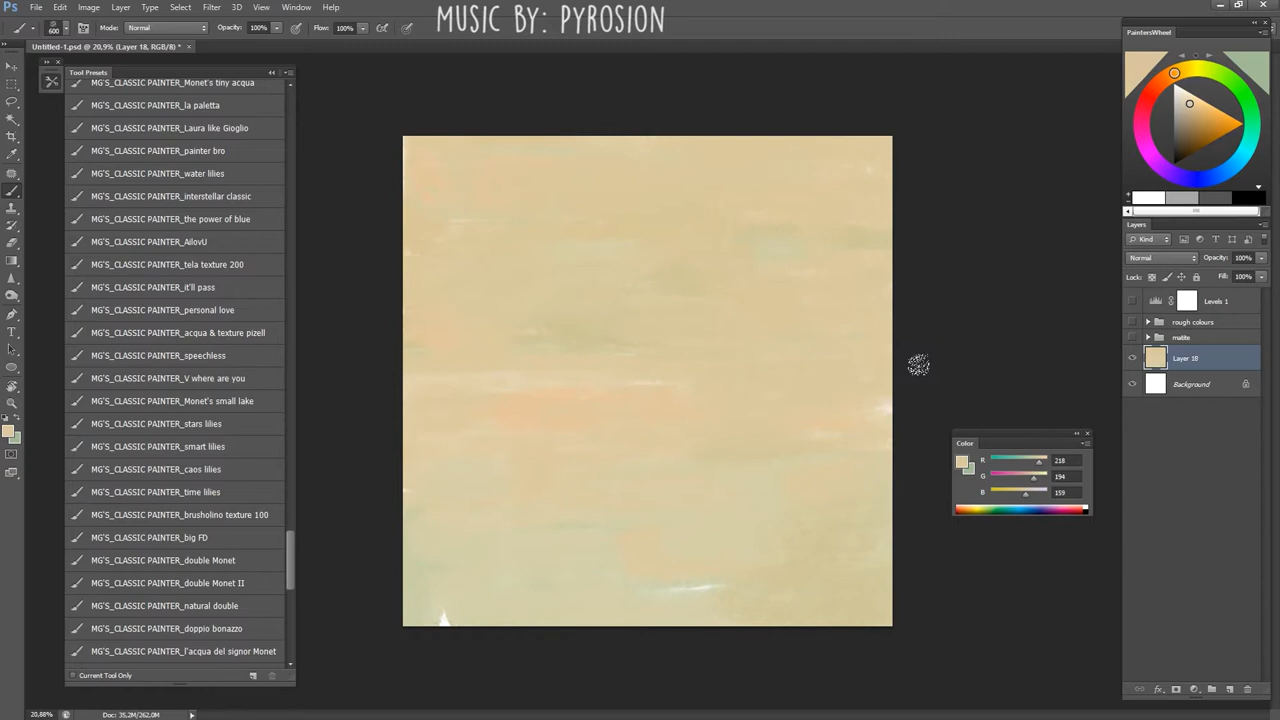 MUSIC BY: PYROSION
Ps File Edit Image Layer Type Select Filter 3D View Window Help
600 Mode: Normal Opacity: 100% Flow: 100%
Untitled-1.psd @ 20,9% (Layer 18, RGB/8) * ×
Tool Presets
MG'S_CLASSIC PAINTER_Monet's tiny acqua
MG'S_CLASSIC PAINTER_la paletta
MG'S_CLASSIC PAINTER_Laura like Gioglio
MG'S_CLASSIC PAINTER_painter bro
MG'S_CLASSIC PAINTER_water lilies
MG'S_CLASSIC PAINTER_interstellar classic
MG'S_CLASSIC PAINTER_the power of blue
MG'S_CLASSIC PAINTER_AilovU
MG'S_CLASSIC PAINTER_tela texture 200
MG'S_CLASSIC PAINTER_it'll pass
MG'S_CLASSIC PAINTER_personal love
MG'S_CLASSIC PAINTER_acqua & texture pizell
MG'S_CLASSIC PAINTER_speechless
MG'S_CLASSIC PAINTER_V where are you
MG'S_CLASSIC PAINTER_Monet's small lake
MG'S_CLASSIC PAINTER_stars lilies
MG'S_CLASSIC PAINTER_smart lilies
MG'S_CLASSIC PAINTER_caos lilies
MG'S_CLASSIC PAINTER_time lilies
MG'S_CLASSIC PAINTER_brusholino texture 100
MG'S_CLASSIC PAINTER_big FD
MG'S_CLASSIC PAINTER_double Monet
MG'S_CLASSIC PAINTER_double Monet II
MG'S_CLASSIC PAINTER_natural double
MG'S_CLASSIC PAINTER_doppio bonazzo
MG'S_CLASSIC PAINTER_l'acqua del signor Monet
Current Tool Only
20,88% Doc: 35,2M/262,0M
Color
R 218
G 194
B 159
PaintersWheel
Layers
Kind
Normal Opacity: 100%
Lock: Fill: 100%
Levels 1
rough colours
matite
Layer 18
Background